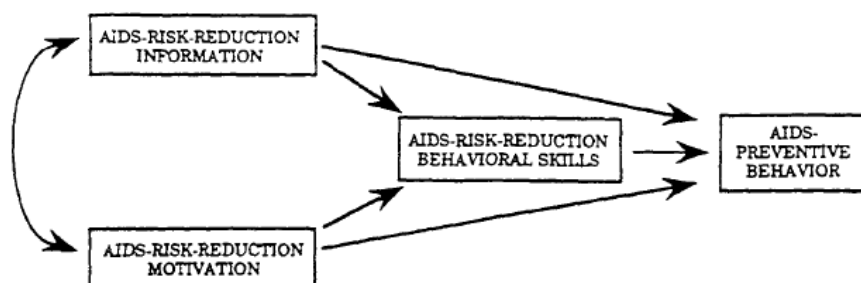 AIDS-RISK-REDUCTION
INFORMATION
AIDS-RISK-REDUCTION
BEHAVIORAL SKILLS
AIDS-
PREVENTIVE
BEHAVIOR
AIDS-RISK-REDUCTION
MOTIVATION